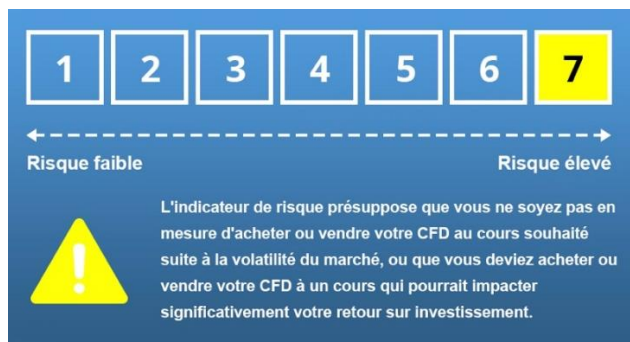 1 2 3 4 5 6 7
Risque faible Risque élevé
L'indicateur de risque présuppose que vous ne soyez pas en
mesure d'acheter ou vendre votre CFD au cours souhaité
suite à la volatilité du marché, ou que vous deviez acheter ou
vendre votre CFD à un cours qui pourrait impacter
significativement votre retour sur investissement.